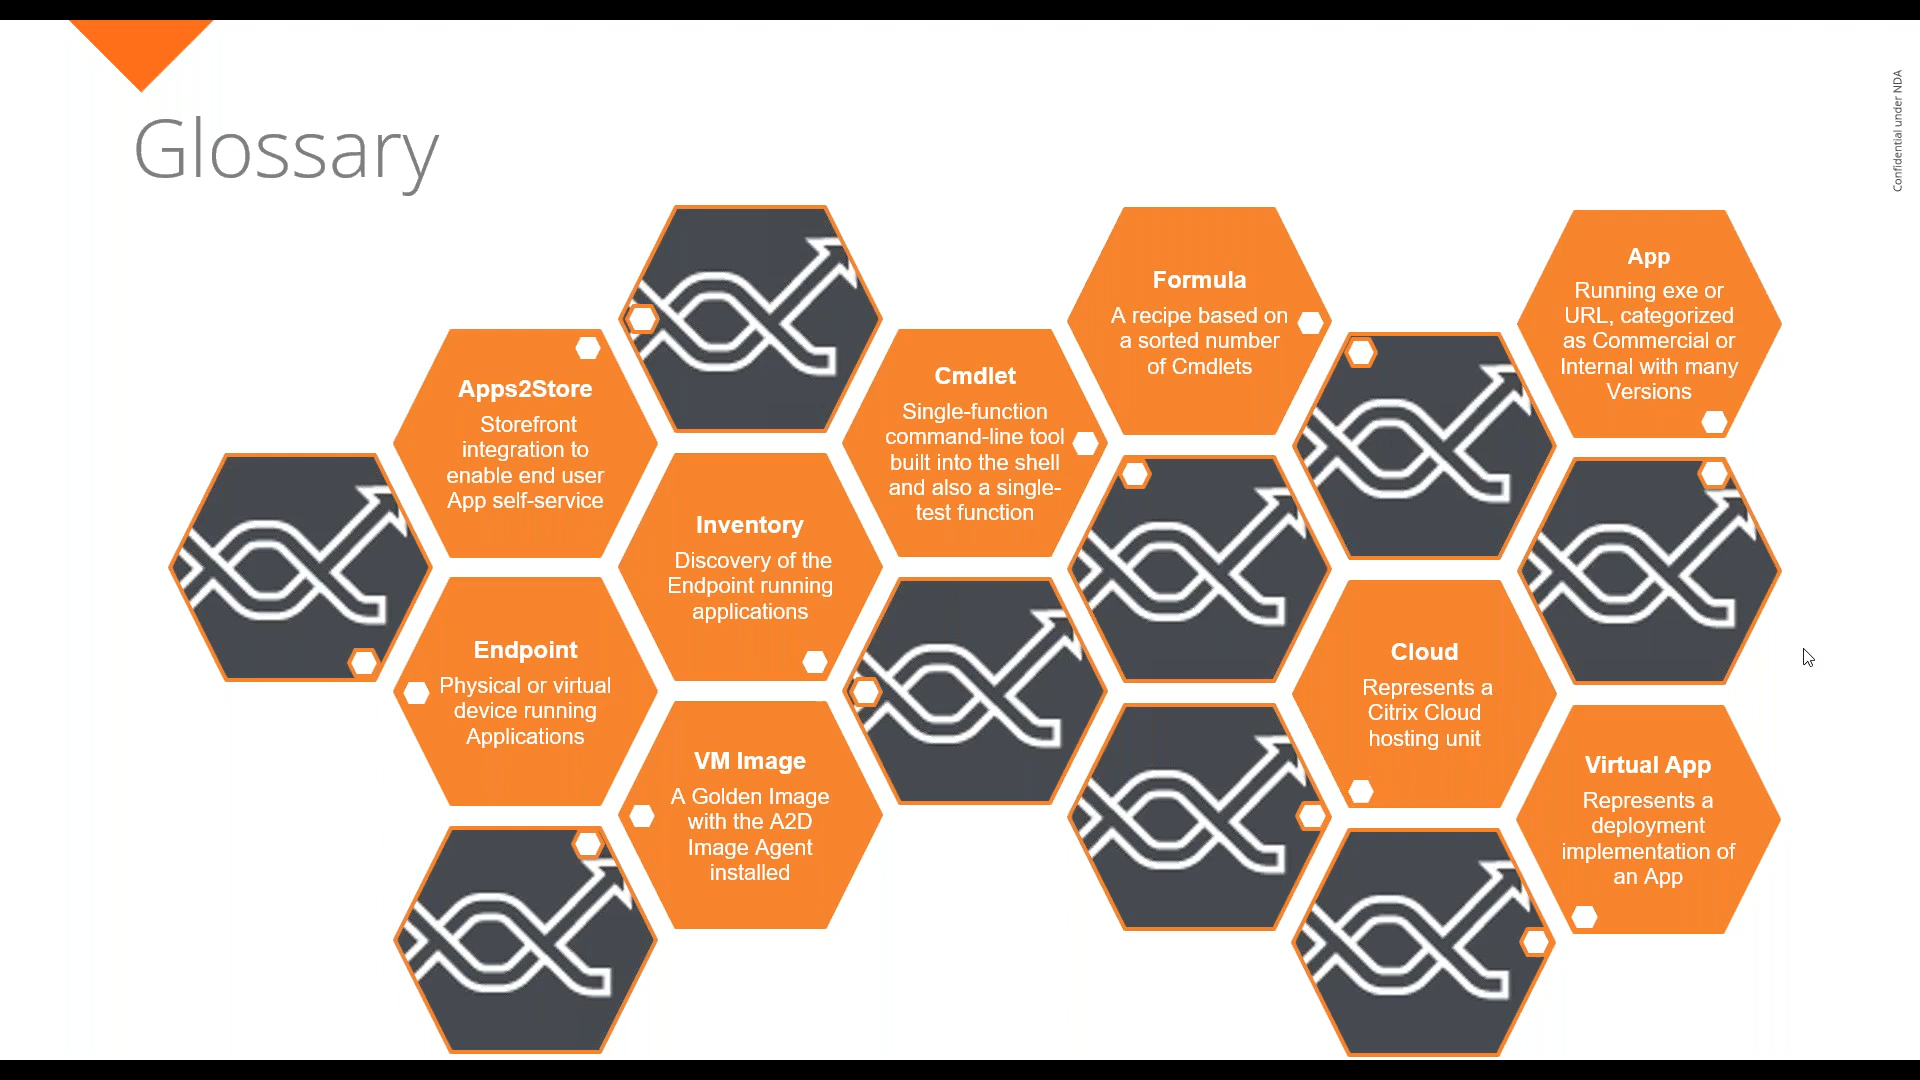 Glossary
Confidential under NDA
Apps2Store
Storefront
integration to
enable end user
App self-service
Endpoint
Physical or virtual
device running
Applications
Inventory
Discovery of the
Endpoint running
applications
VM Image
A Golden Image
with the A2D
Image Agent
installed
Cmdlet
Single-function
command-line tool
built into the shell
and also a single-
test function
Formula
A recipe based on
a sorted number
of Cmdlets
Cloud
Represents a
Citrix Cloud
hosting unit
App
Running exe or
URL, categorized
as Commercial or
Internal with many
Versions
Virtual App
Represents a
deployment
implementation of
an App